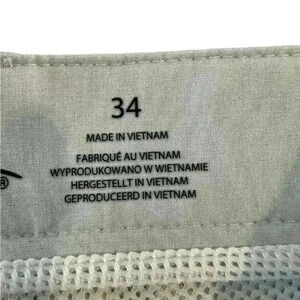 34
MADE IN VIETNAM
FABRIQUÉ AU VIETNAM
WYPRODUKOWANO W WIETNAMIE
HERGESTELLT IN VIETNAM
GEPRODUCEERD IN VIETNAM
®